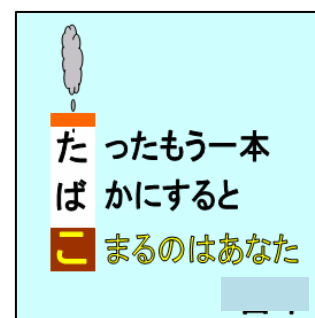 たったもう一本
ばかにすると
こまるのはあなた